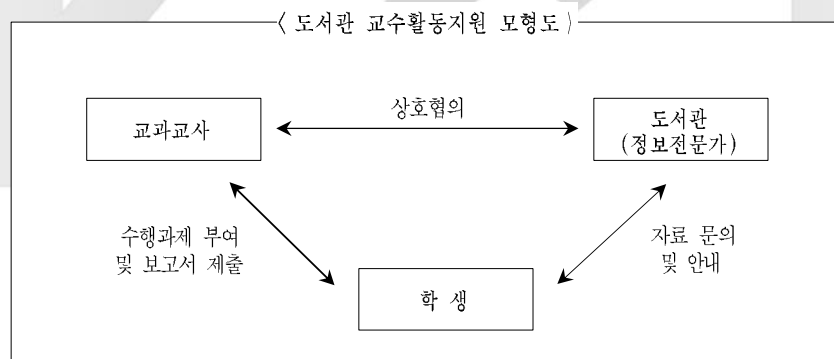 〈 도서관 교수활동지원 모형도 〉
교과교사
상호협의
도서관
(정보전문가)
수행과제 부여
및 보고서 제출
자료 문의
및 안내
학 생